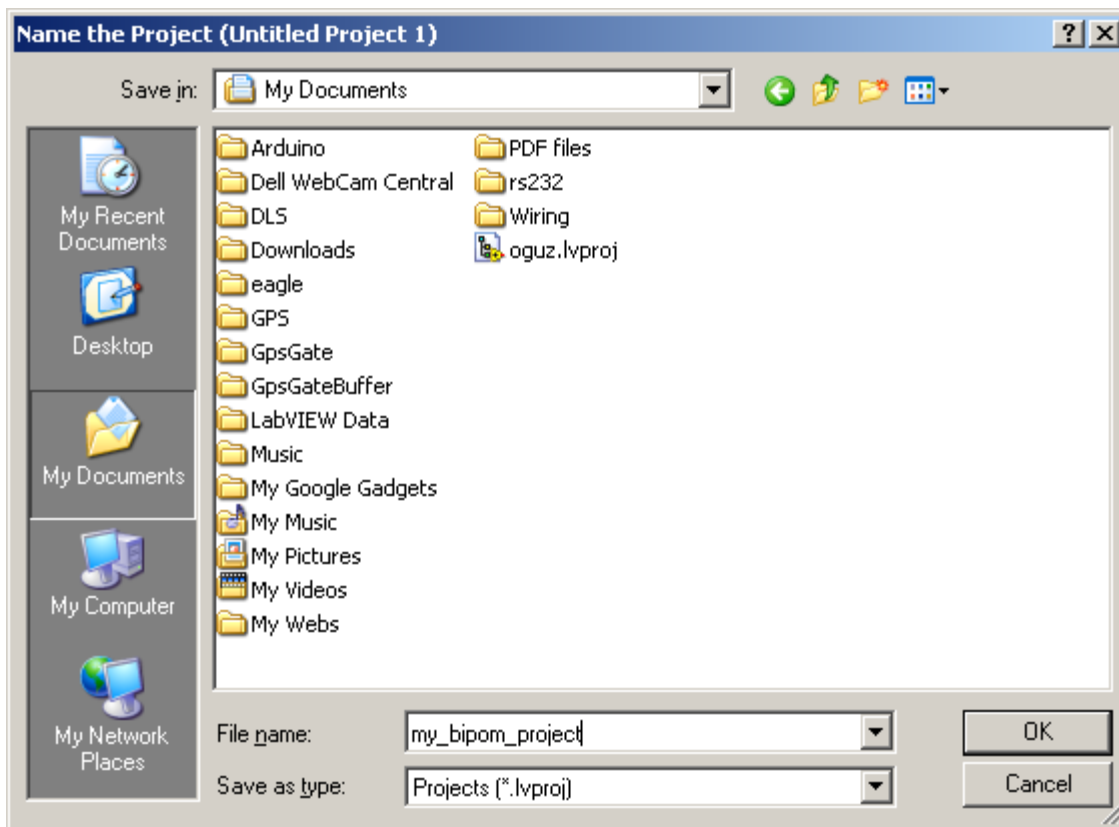 Name the Project (Untitled Project 1)
Save in:
My Documents
My Recent
Documents
Desktop
My Documents
My Computer
My Network
Places
Arduino
Dell WebCam Central
DLS
Downloads
eagle
GPS
GpsGate
GpsGateBuffer
LabVIEW Data
Music
My Google Gadgets
My Music
My Pictures
My Videos
My Webs
PDF files
rs232
Wiring
oguz.lvproj
File name:
my_bipom_project
OK
Save as type:
Projects (*.lvproj)
Cancel